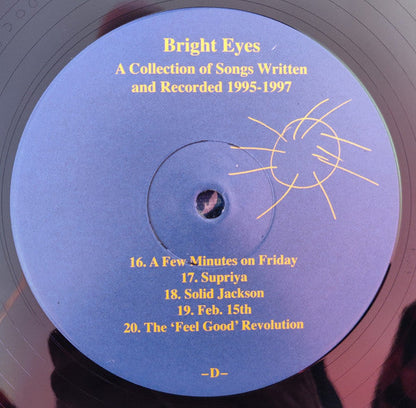 Bright Eyes
A Collection of Songs Written
and Recorded 1995-1997
16. A Few Minutes on Friday
17. Supriya
18. Solid Jackson
19. Feb. 15th
20. The ‘Feel Good’ Revolution
–D–